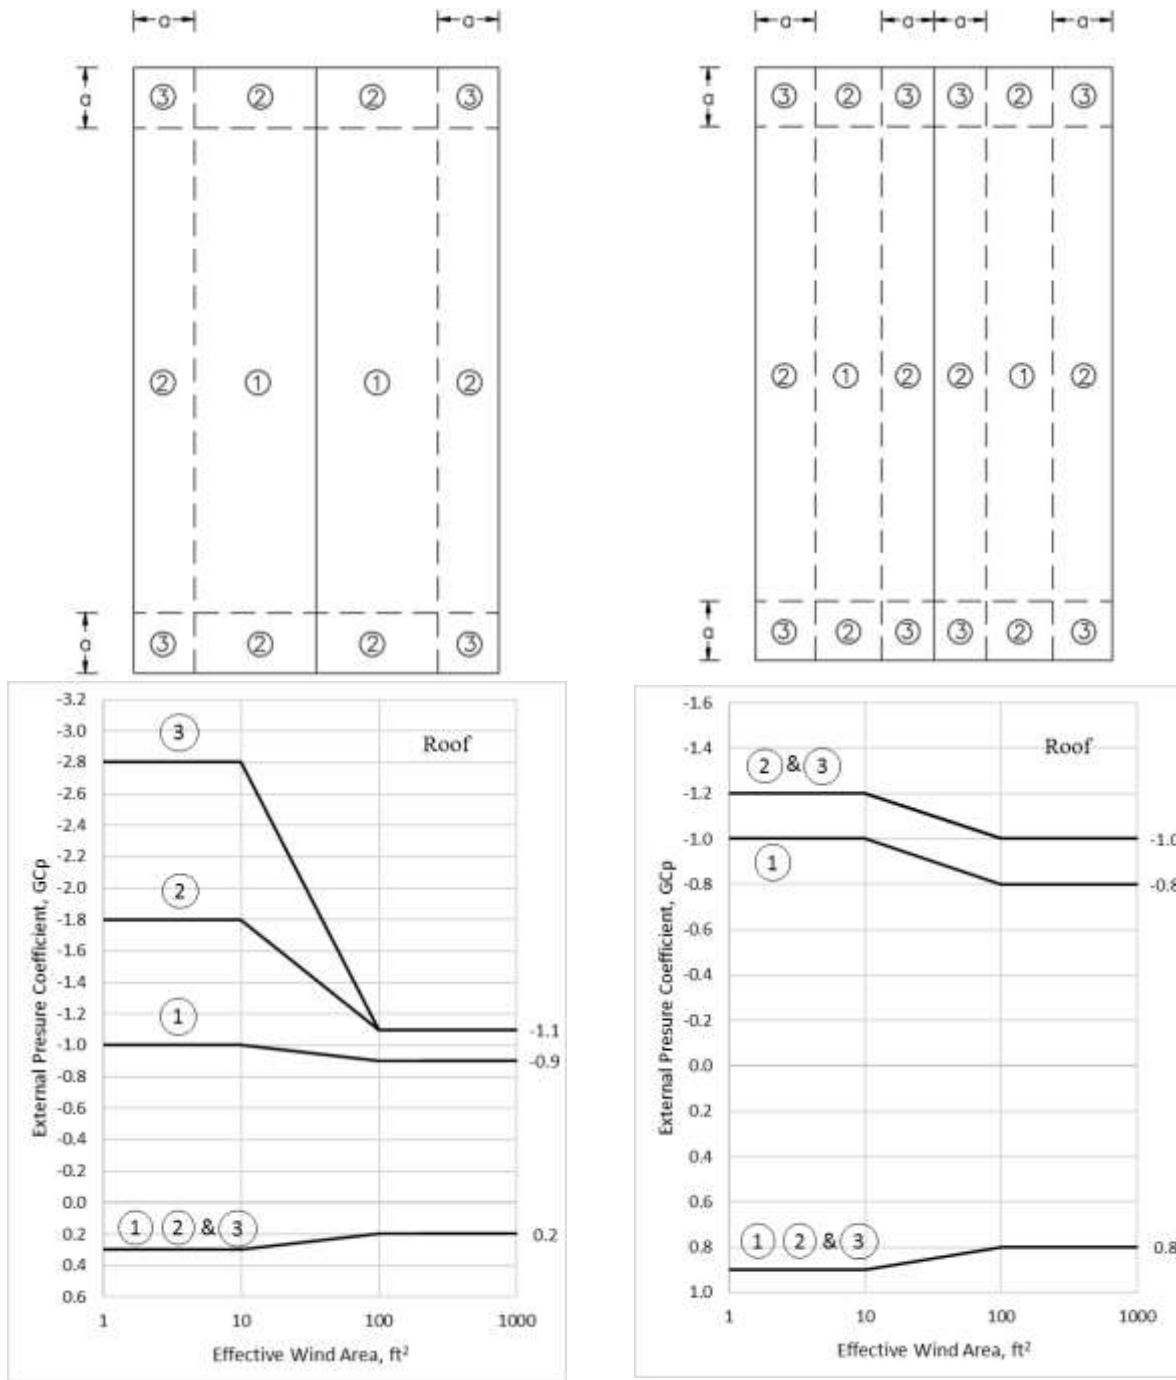 a a a a a a
a ③ ② ② ③ a ③ ② ③ ③ ② ③
② ① ① ② ② ① ② ② ① ②
a ③ ② ② ③ a ③ ② ③ ③ ② ③
-3.2
-3.0
-2.8
-2.6
-2.4
-2.2
-2.0
-1.8
-1.6
-1.4
-1.2
-1.0
-0.8
-0.6
-0.4
-0.2
0.0
0.2
0.4
0.6
External Presure Coefficient, GCp
③
Roof
②
①
-1.1
-0.9
① ② & ③
0.2
1 10 100 1000
Effective Wind Area, ft²
-1.6
-1.4
-1.2
-1.0
-0.8
-0.6
-0.4
-0.2
0.0
0.2
0.4
0.6
0.8
1.0
External Presure Coefficient, GCp
Roof
② & ③
①
-1.0
-0.8
① ② & ③
0.8
1 10 100 1000
Effective Wind Area, ft²